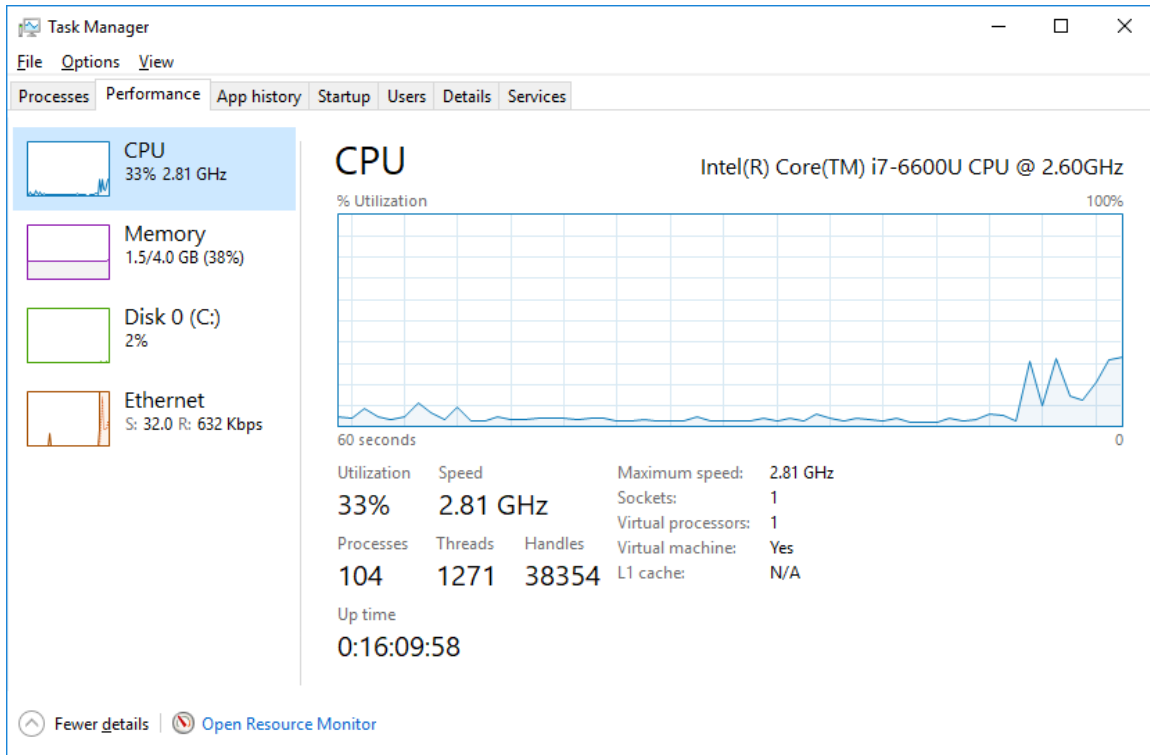 Task Manager
File Options View
Processes Performance App history Startup Users Details Services
CPU
33% 2.81 GHz
Memory
1.5/4.0 GB (38%)
Disk 0 (C:)
2%
Ethernet
S: 32.0 R: 632 Kbps
CPU Intel(R) Core(TM) i7-6600U CPU @ 2.60GHz
% Utilization 100%
60 seconds 0
Utilization Speed
33% 2.81 GHz
Processes Threads Handles
104 1271 38354
Up time
0:16:09:58
Maximum speed: 2.81 GHz
Sockets: 1
Virtual processors: 1
Virtual machine: Yes
L1 cache: N/A
Fewer details Open Resource Monitor